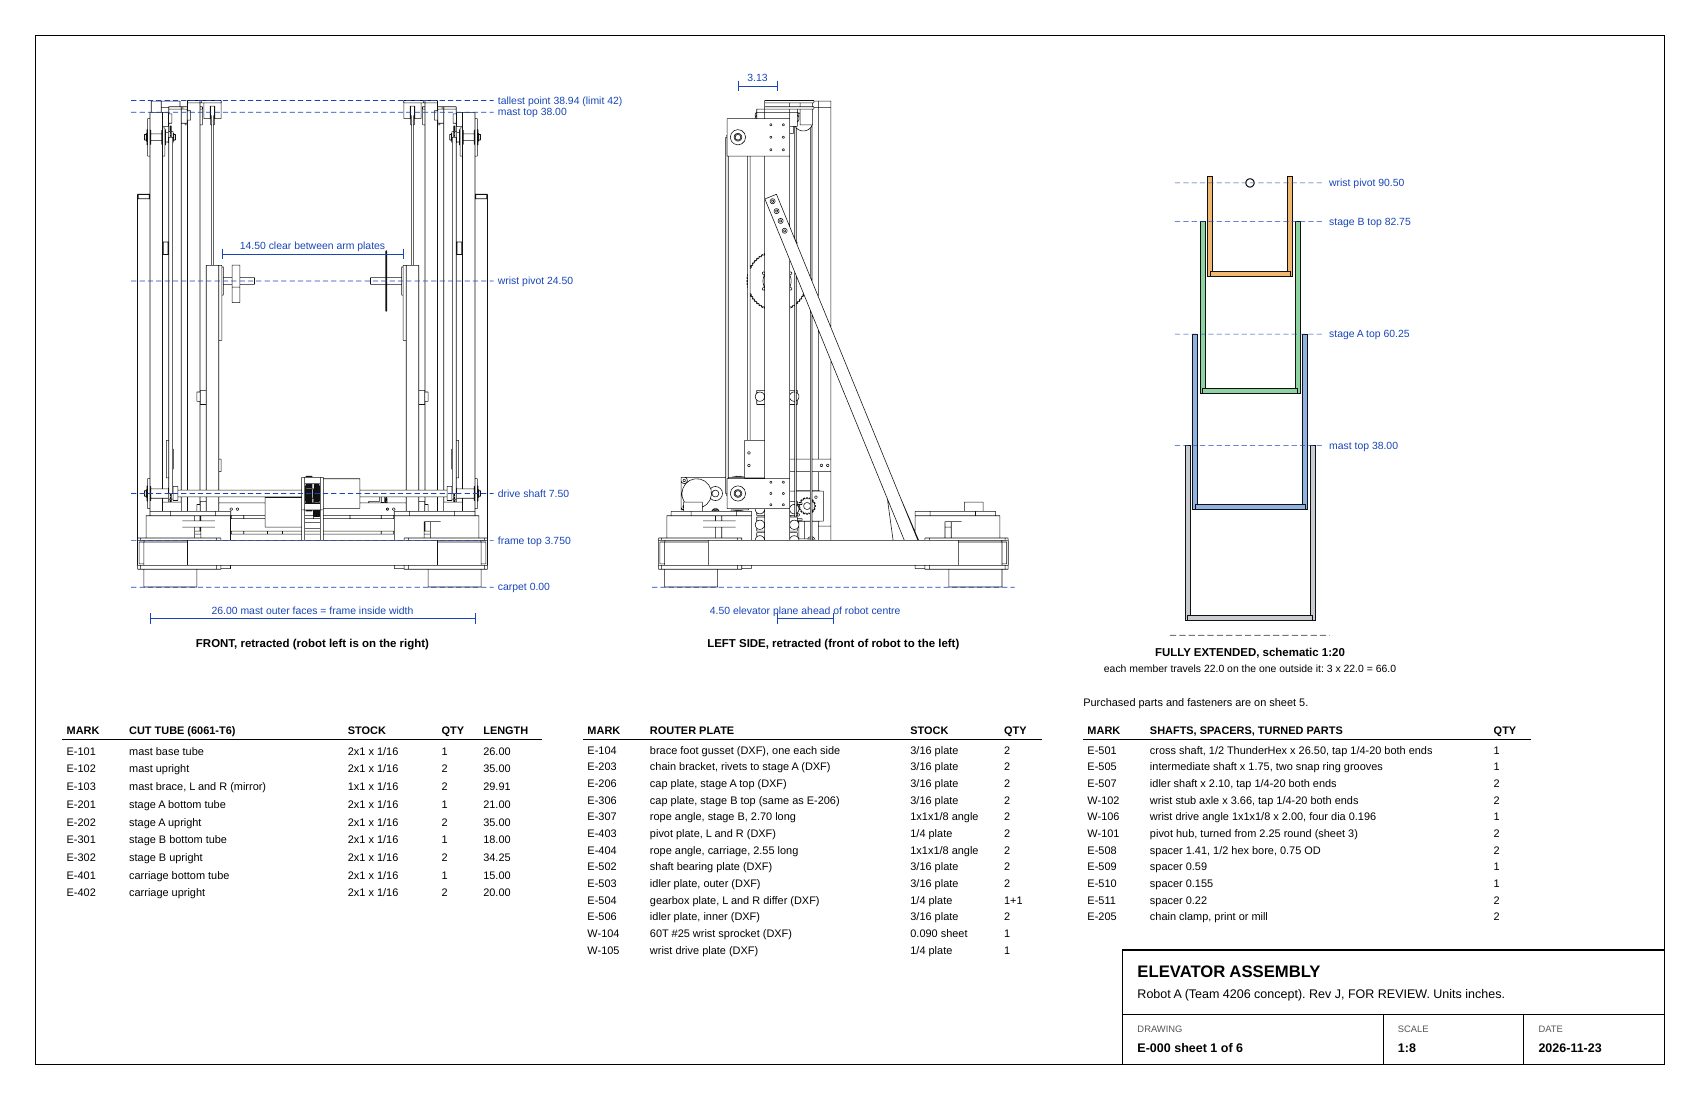 3.13
tallest point 38.94 (limit 42)
mast top 38.00
14.50 clear between arm plates
wrist pivot 24.50
drive shaft 7.50
frame top 3.750
carpet 0.00
26.00 mast outer faces = frame inside width
FRONT, retracted (robot left is on the right)
4.50 elevator plane ahead of robot centre
LEFT SIDE, retracted (front of robot to the left)
wrist pivot 90.50
stage B top 82.75
stage A top 60.25
mast top 38.00
FULLY EXTENDED, schematic 1:20
each member travels 22.0 on the one outside it: 3 x 22.0 = 66.0
Purchased parts and fasteners are on sheet 5.
MARK CUT TUBE (6061-T6) STOCK QTY LENGTH
E-101 mast base tube 2x1 x 1/16 1 26.00
E-102 mast upright 2x1 x 1/16 2 35.00
E-103 mast brace, L and R (mirror) 1x1 x 1/16 2 29.91
E-201 stage A bottom tube 2x1 x 1/16 1 21.00
E-202 stage A upright 2x1 x 1/16 2 35.00
E-301 stage B bottom tube 2x1 x 1/16 1 18.00
E-302 stage B upright 2x1 x 1/16 2 34.25
E-401 carriage bottom tube 2x1 x 1/16 1 15.00
E-402 carriage upright 2x1 x 1/16 2 20.00
MARK ROUTER PLATE STOCK QTY
E-104 brace foot gusset (DXF), one each side 3/16 plate 2
E-203 chain bracket, rivets to stage A (DXF) 3/16 plate 2
E-206 cap plate, stage A top (DXF) 3/16 plate 2
E-306 cap plate, stage B top (same as E-206) 3/16 plate 2
E-307 rope angle, stage B, 2.70 long 1x1x1/8 angle 2
E-403 pivot plate, L and R (DXF) 1/4 plate 2
E-404 rope angle, carriage, 2.55 long 1x1x1/8 angle 2
E-502 shaft bearing plate (DXF) 3/16 plate 2
E-503 idler plate, outer (DXF) 3/16 plate 2
E-504 gearbox plate, L and R differ (DXF) 1/4 plate 1+1
E-506 idler plate, inner (DXF) 3/16 plate 2
W-104 60T #25 wrist sprocket (DXF) 0.090 sheet 1
W-105 wrist drive plate (DXF) 1/4 plate 1
MARK SHAFTS, SPACERS, TURNED PARTS QTY
E-501 cross shaft, 1/2 ThunderHex x 26.50, tap 1/4-20 both ends 1
E-505 intermediate shaft x 1.75, two snap ring grooves 1
E-507 idler shaft x 2.10, tap 1/4-20 both ends 2
W-102 wrist stub axle x 3.66, tap 1/4-20 both ends 2
W-106 wrist drive angle 1x1x1/8 x 2.00, four dia 0.196 1
W-101 pivot hub, turned from 2.25 round (sheet 3) 2
E-508 spacer 1.41, 1/2 hex bore, 0.75 OD 2
E-509 spacer 0.59 1
E-510 spacer 0.155 1
E-511 spacer 0.22 2
E-205 chain clamp, print or mill 2
ELEVATOR ASSEMBLY
Robot A (Team 4206 concept). Rev J, FOR REVIEW. Units inches.
DRAWING SCALE DATE
E-000 sheet 1 of 6 1:8 2026-11-23